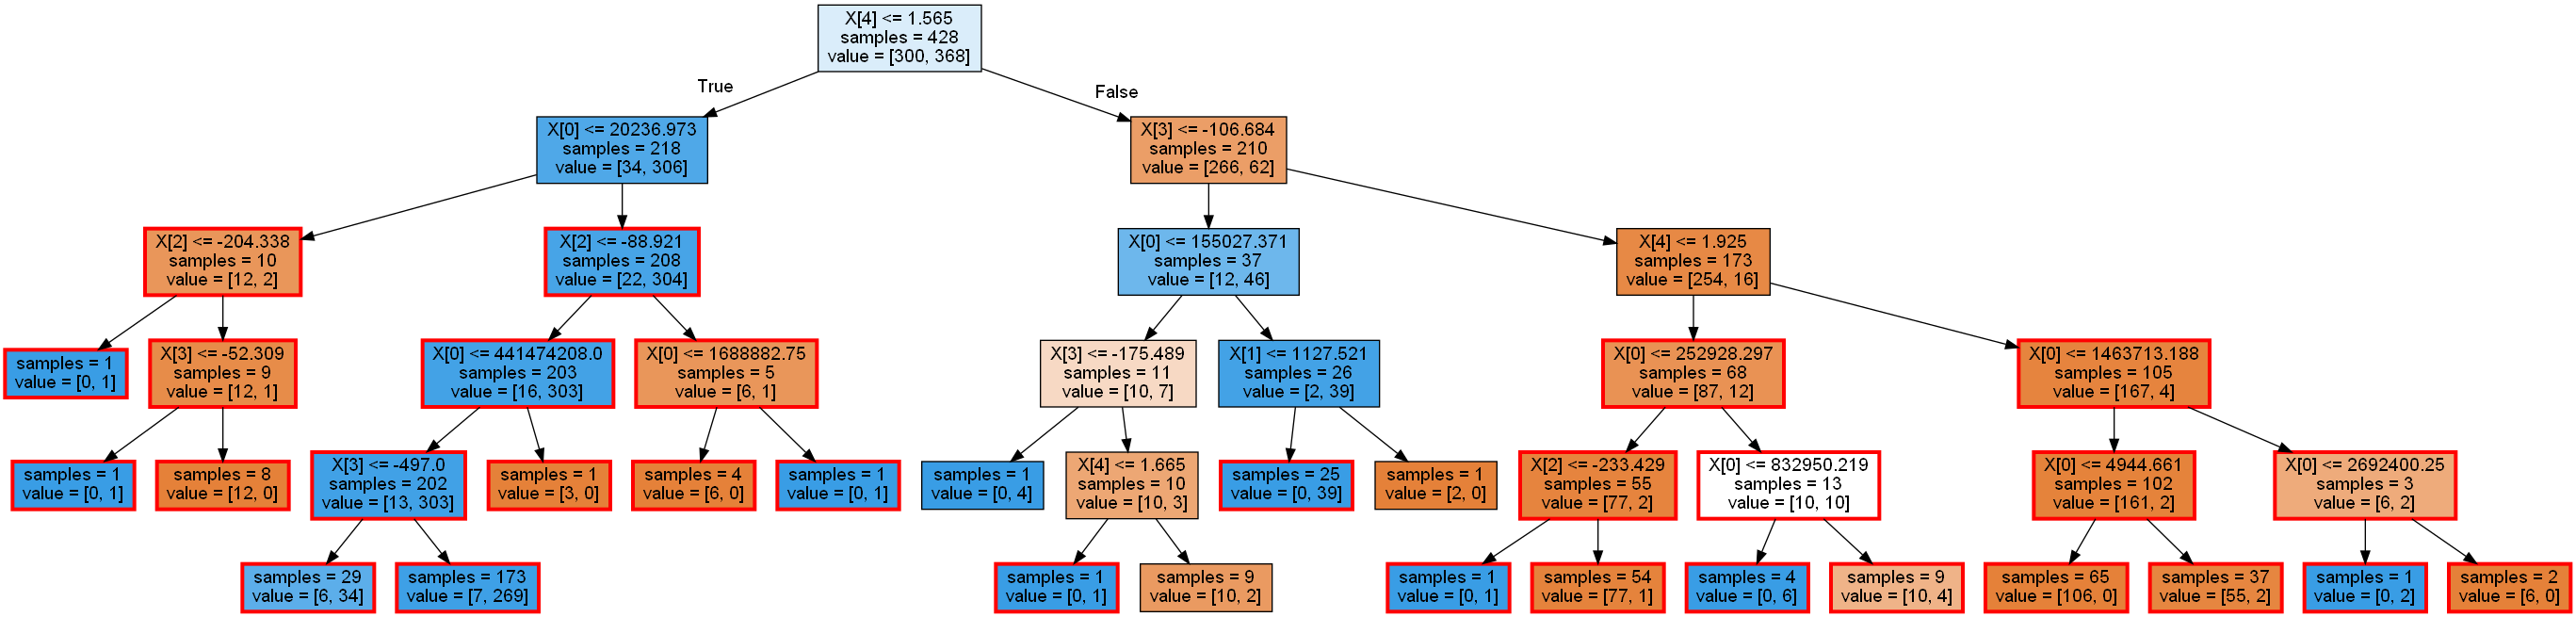 X[4] <= 1.565
samples = 428
value = [300, 368]
True
False
X[0] <= 20236.973
samples = 218
value = [34, 306]
X[3] <= -106.684
samples = 210
value = [266, 62]
X[2] <= -204.338
samples = 10
value = [12, 2]
X[2] <= -88.921
samples = 208
value = [22, 304]
X[0] <= 155027.371
samples = 37
value = [12, 46]
X[4] <= 1.925
samples = 173
value = [254, 16]
samples = 1
value = [0, 1]
X[3] <= -52.309
samples = 9
value = [12, 1]
X[0] <= 441474208.0
samples = 203
value = [16, 303]
X[0] <= 1688882.75
samples = 5
value = [6, 1]
X[3] <= -175.489
samples = 11
value = [10, 7]
X[1] <= 1127.521
samples = 26
value = [2, 39]
X[0] <= 252928.297
samples = 68
value = [87, 12]
X[0] <= 1463713.188
samples = 105
value = [167, 4]
samples = 1
value = [0, 1]
samples = 8
value = [12, 0]
X[3] <= -497.0
samples = 202
value = [13, 303]
samples = 1
value = [3, 0]
samples = 4
value = [6, 0]
samples = 1
value = [0, 1]
samples = 1
value = [0, 4]
X[4] <= 1.665
samples = 10
value = [10, 3]
samples = 25
value = [0, 39]
samples = 1
value = [2, 0]
X[2] <= -233.429
samples = 55
value = [77, 2]
X[0] <= 832950.219
samples = 13
value = [10, 10]
X[0] <= 4944.661
samples = 102
value = [161, 2]
X[0] <= 2692400.25
samples = 3
value = [6, 2]
samples = 29
value = [6, 34]
samples = 173
value = [7, 269]
samples = 1
value = [0, 1]
samples = 9
value = [10, 2]
samples = 1
value = [0, 1]
samples = 54
value = [77, 1]
samples = 4
value = [0, 6]
samples = 9
value = [10, 4]
samples = 65
value = [106, 0]
samples = 37
value = [55, 2]
samples = 1
value = [0, 2]
samples = 2
value = [6, 0]